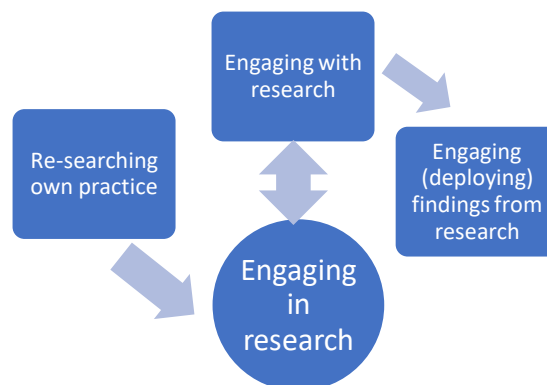 Engaging with
research
Re-searching
own practice
Engaging
(deploying)
findings from
research
Engaging
in
research